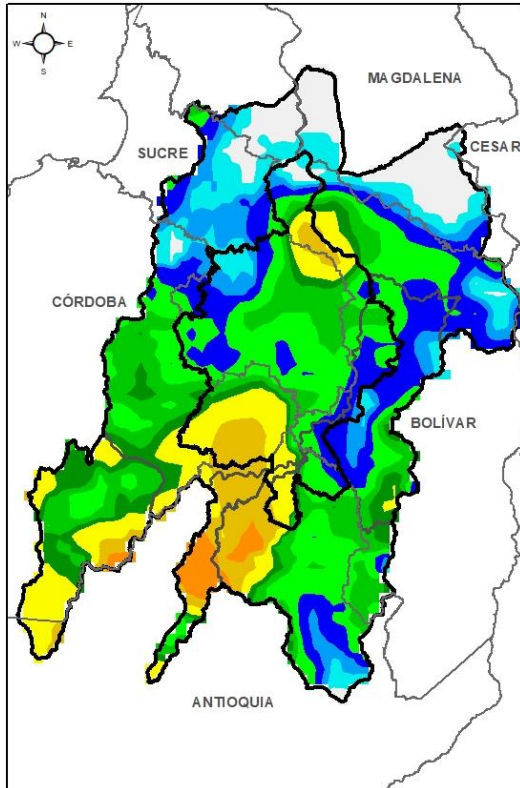 N
W E
S
MAGDALENA
SUCRE
CESAR
CÓRDOBA
BOLÍVAR
ANTIOQUIA